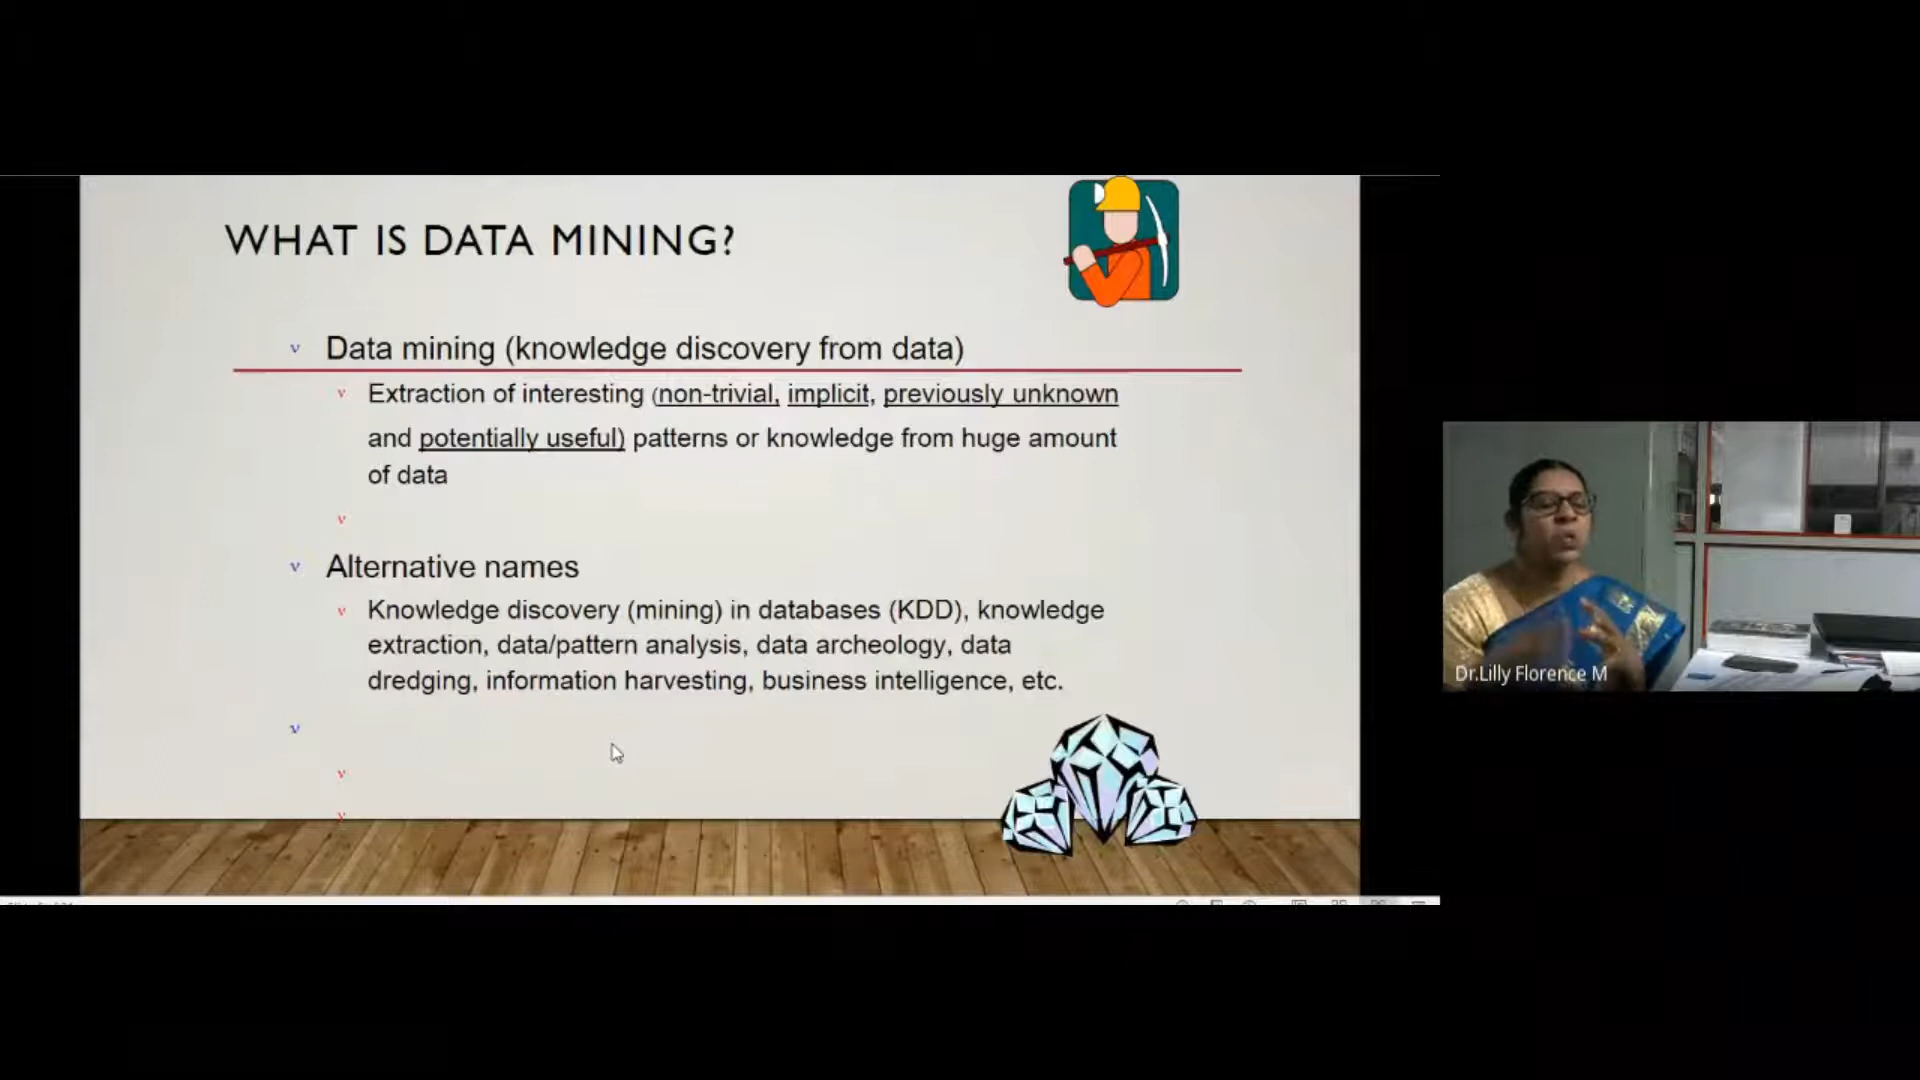 WHAT IS DATA MINING?
v Data mining (knowledge discovery from data)
v Extraction of interesting (non-trivial, implicit, previously unknown
and potentially useful) patterns or knowledge from huge amount
of data
v
v Alternative names
v Knowledge discovery (mining) in databases (KDD), knowledge
extraction, data/pattern analysis, data archeology, data
dredging, information harvesting, business intelligence, etc.
v
v
v
Dr.Lilly Florence M